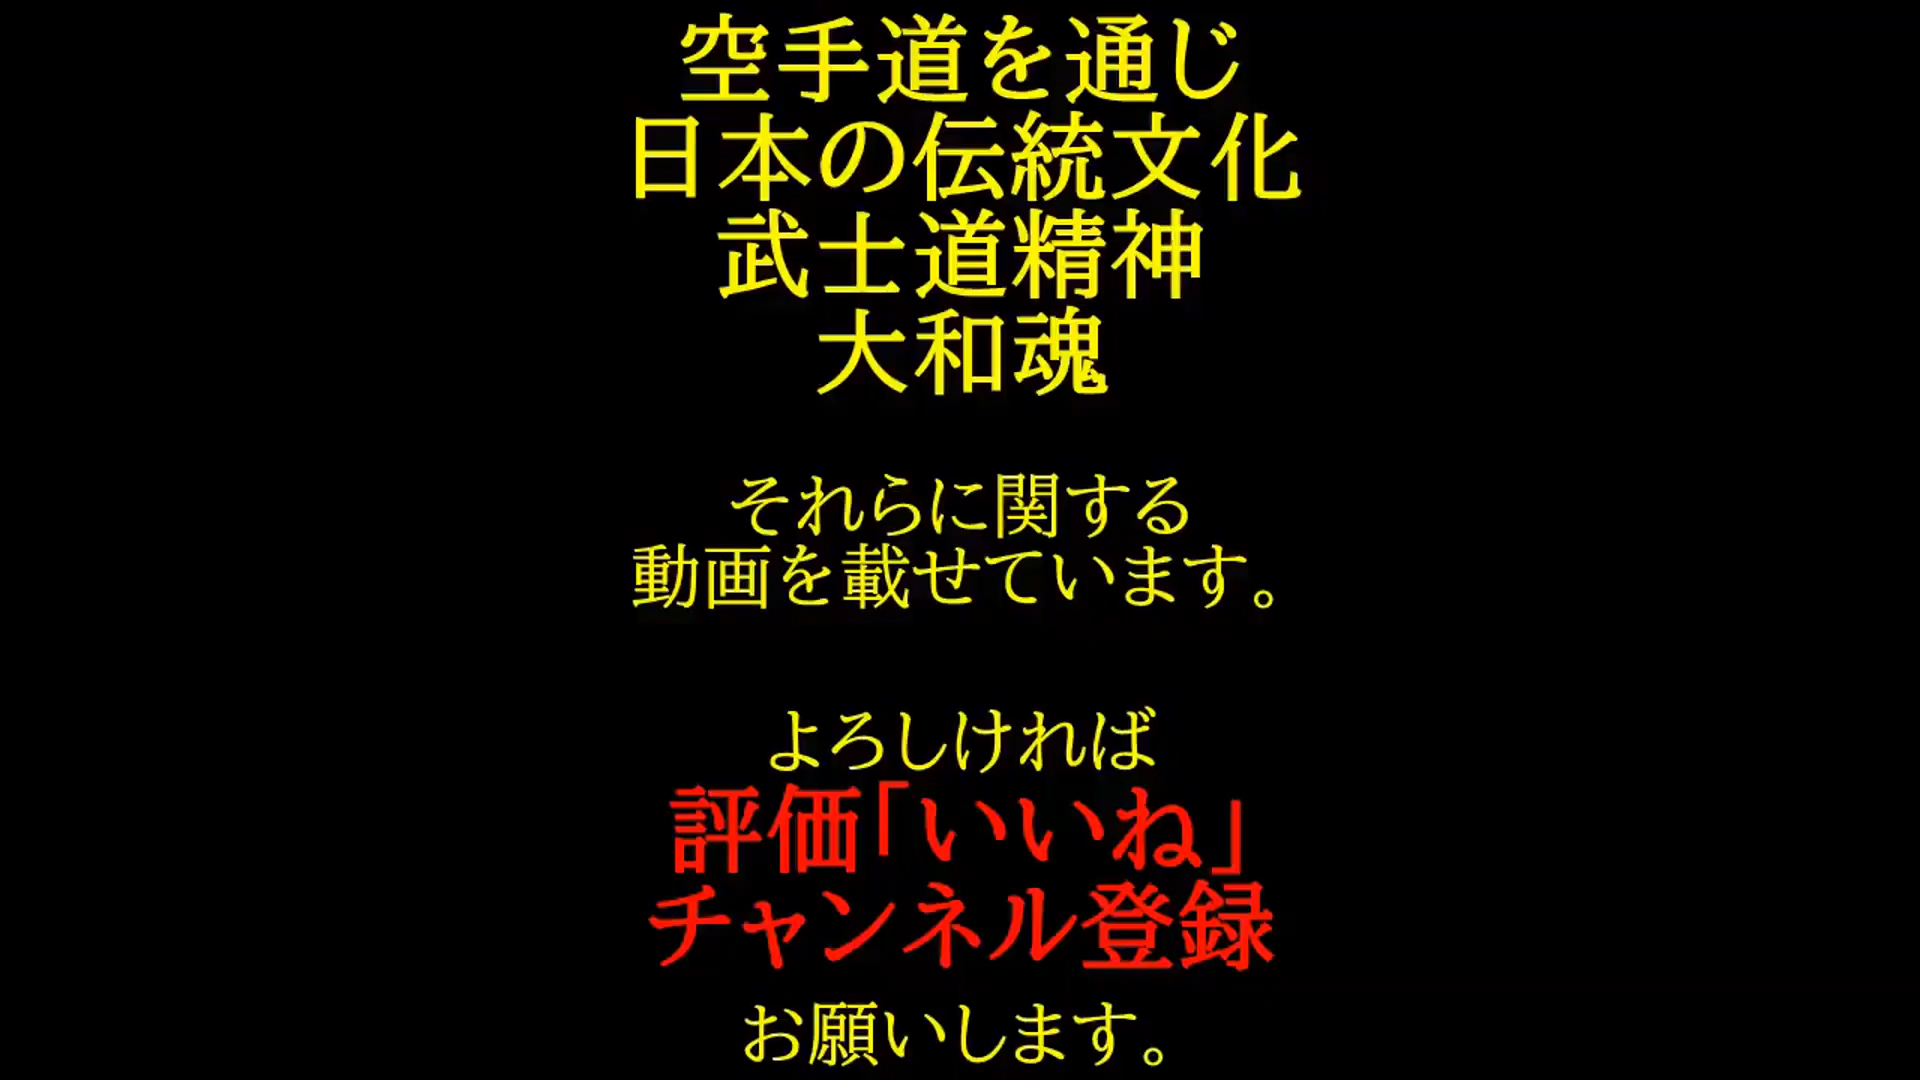 空手道を通じ
日本の伝統文化
武士道精神
大和魂
それらに関する
動画を載せています。
よろしければ
評価「いいね」
チャンネル登録
お願いします。